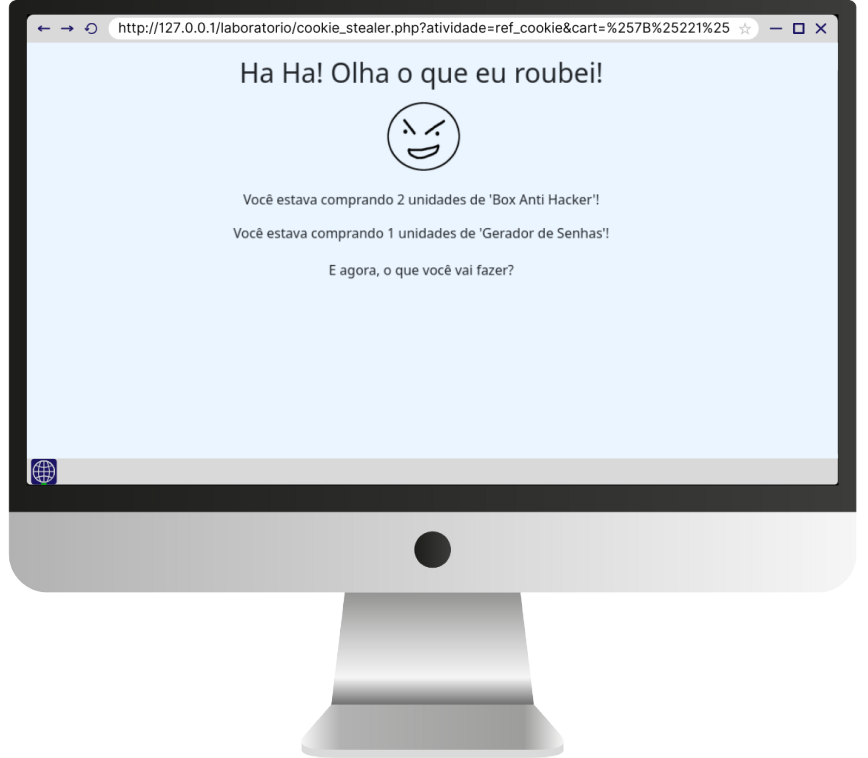 http://127.0.0.1/laboratorio/cookie_stealer.php?atividade=ref_cookie&cart=%257B%25221%25
Ha Ha! Olha o que eu roubei!
Você estava comprando 2 unidades de 'Box Anti Hacker'!
Você estava comprando 1 unidades de 'Gerador de Senhas'!
E agora, o que você vai fazer?